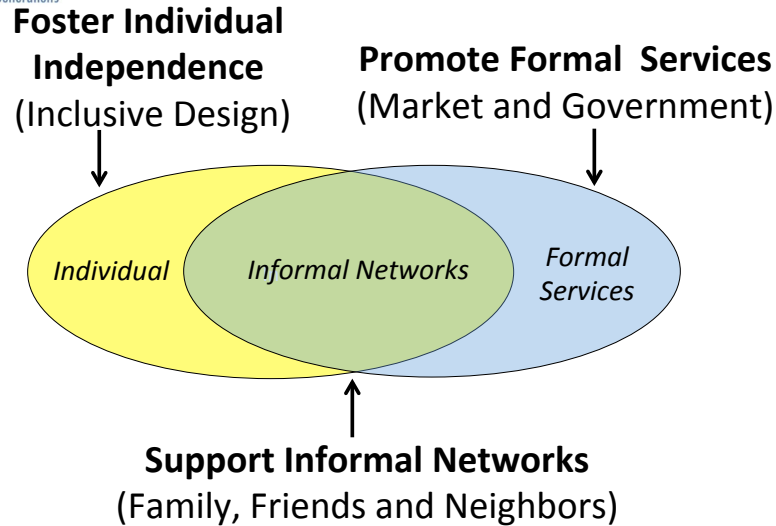 Foster Individual
Independence
(Inclusive Design)
Promote Formal Services
(Market and Government)
Individual
Informal Networks
Formal
Services
Support Informal Networks
(Family, Friends and Neighbors)